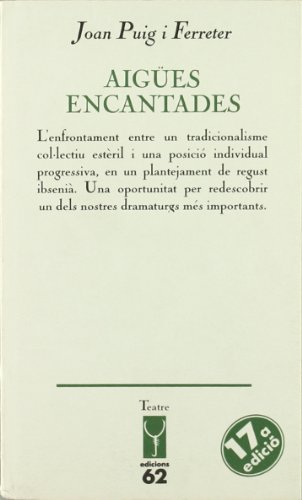 Joan Puig i Ferreter
AIGÜES
ENCANTADES
L'enfrontament entre un tradicionalisme
col·lectiu estèril i una posició individual
progressiva, en un plantejament de regust
ibsenià. Una oportunitat per redescobrir
un dels nostres dramaturgs més importants.
Teatre
edicions
62
17a
edició